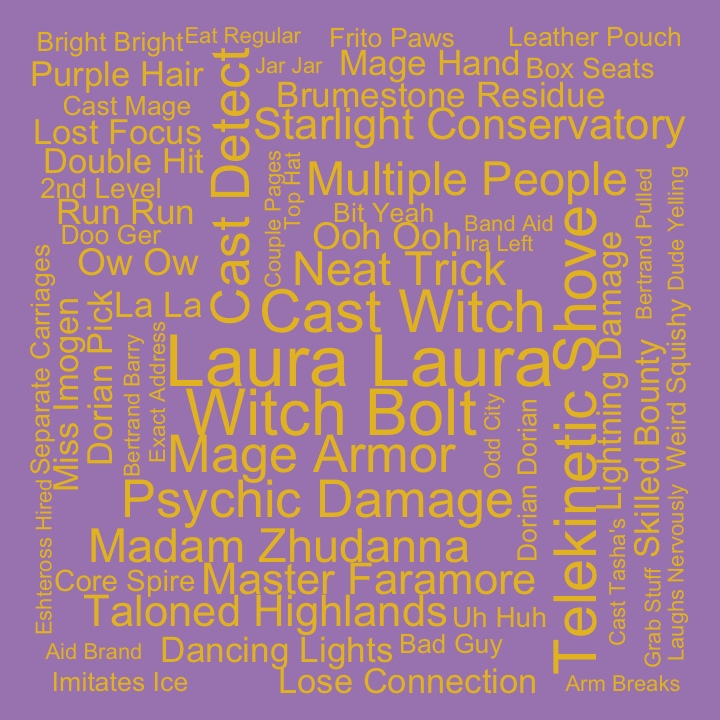 Bright Bright
Eat Regular
Frito Paws
Leather Pouch
Purple Hair
Jar Jar
Mage Hand
Box Seats
Cast Mage
Brumestone Residue
Lost Focus
Cast Detect
Starlight Conservatory
Double Hit
Couple Pages
Top Hat
Multiple People
Bertrand Pulled
Dude Yelling
2nd Level
Run Run
Bit Yeah
Band Aid
Doo Ger
Ooh Ooh
Ira Left
Ow Ow
Neat Trick
Telekinetic Shove
Lightning Damage
Separate Carriages
Miss Imogen
Dorian Pick
La La
Cast Witch
Weird Squishy
Bertrand Barry
Exact Address
Laura Laura
Skilled Bounty
Witch Bolt
Odd City
Dorian Dorian
Mage Armor
Eshteross Hired
Psychic Damage
Laughs Nervously
Cast Tasha's
Madam Zhudanna
Grab Stuff
Core Spire
Master Faramore
Taloned Highlands
Uh Huh
Aid Brand
Dancing Lights
Bad Guy
Imitates Ice
Lose Connection
Arm Breaks